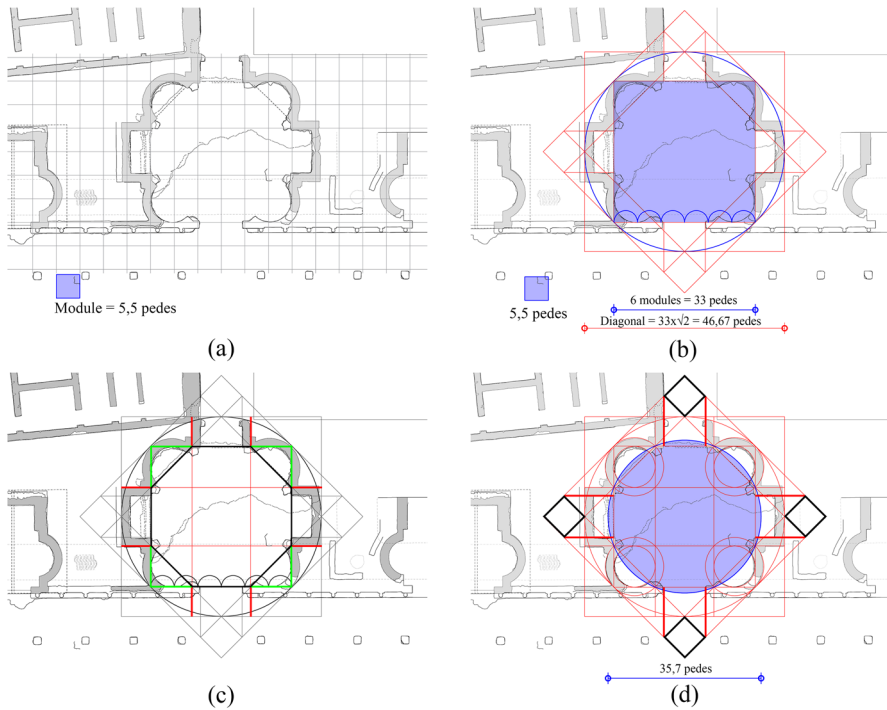 Module = 5,5 pedes
(a)
5,5 pedes
6 modules = 33 pedes
Diagonal = 33x√2 = 46,67 pedes
(b)
(c)
35,7 pedes
(d)